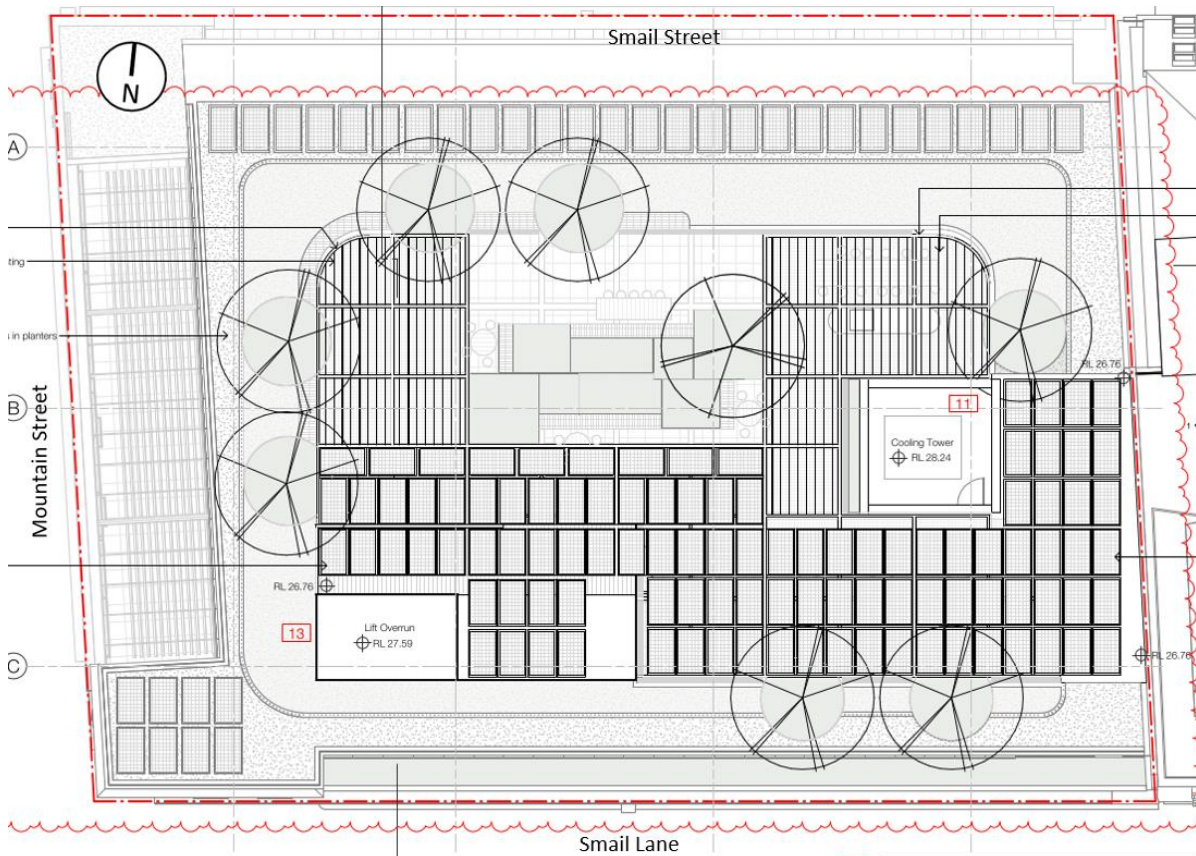 Smail Street
N
A
ting
s in planters
RL 26.76
B
11
Cooling Tower
RL 28.24
Mountain Street
RL 26.76
Lift Overrun
13
RL 27.59
RL 26.76
C
Smail Lane